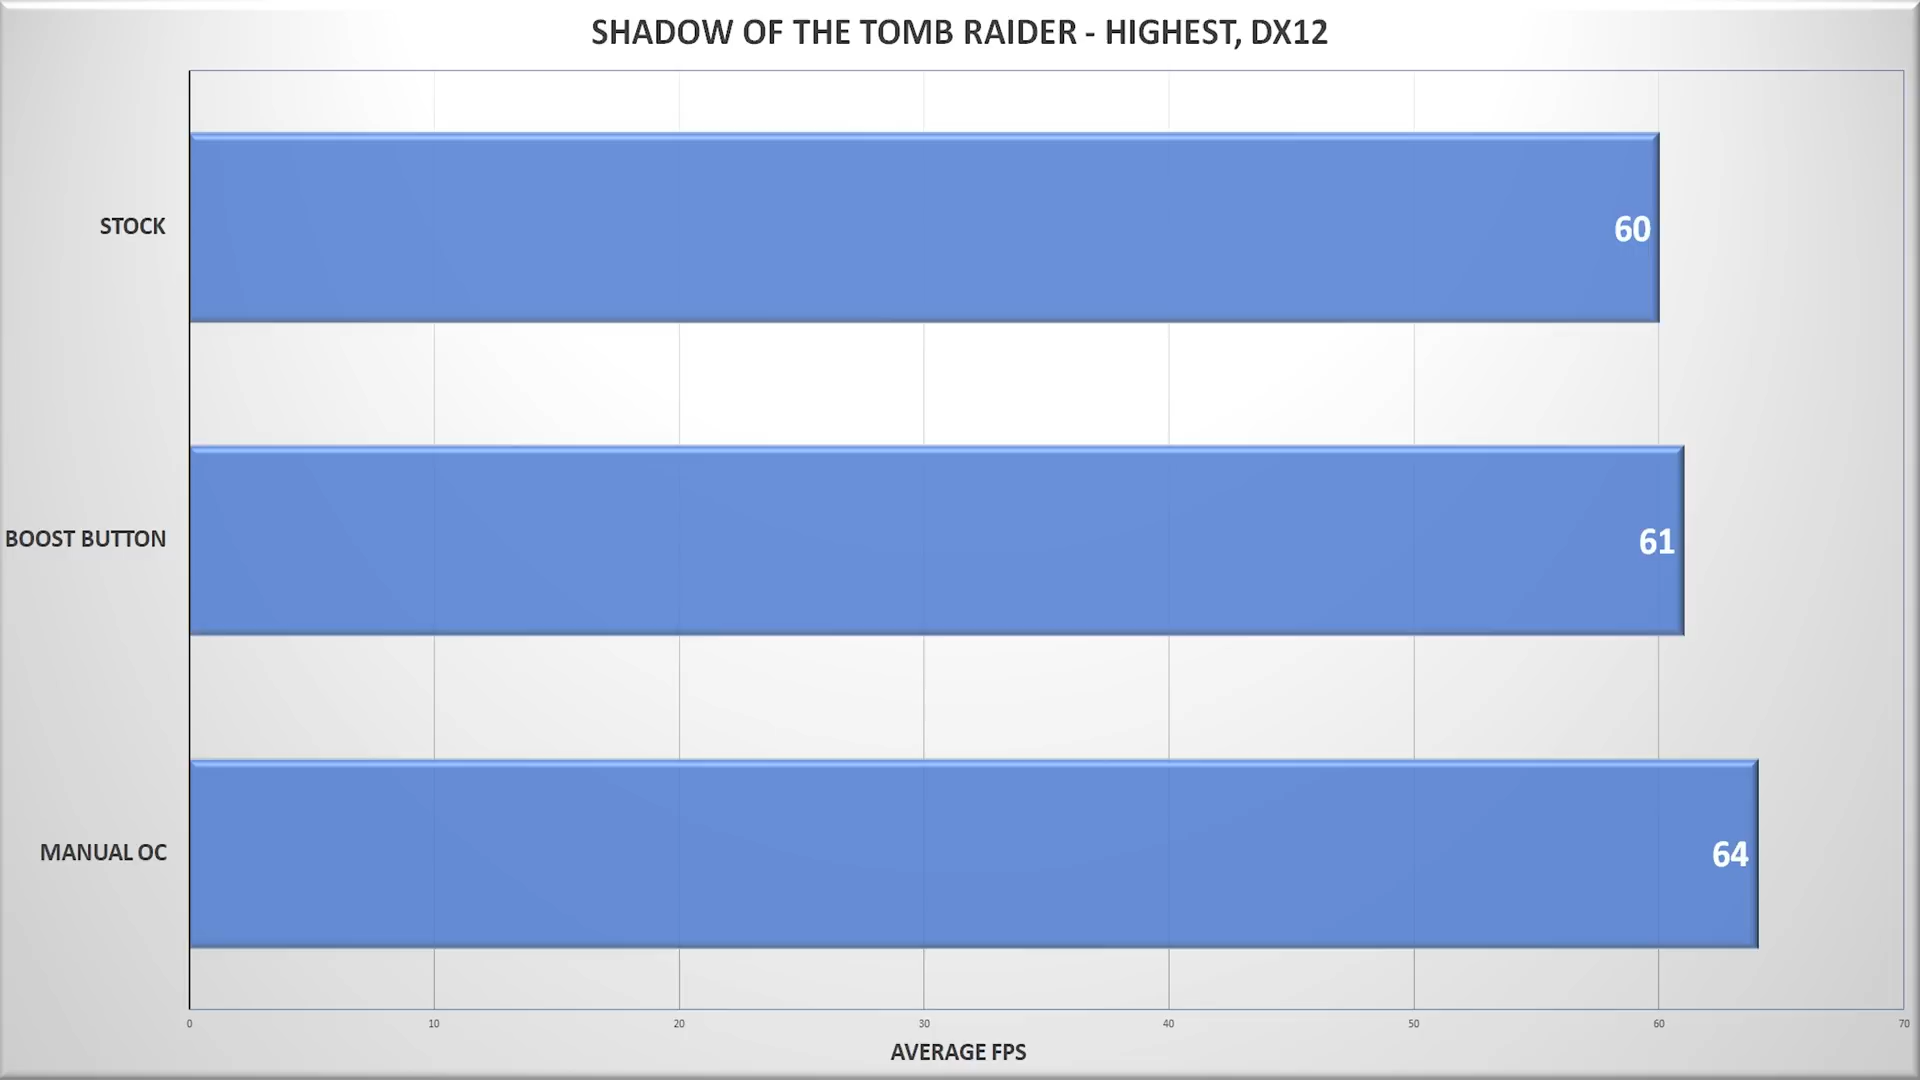 SHADOW OF THE TOMB RAIDER - HIGHEST, DX12
STOCK
60
BOOST BUTTON
61
MANUAL OC
64
0 10 20 30 40 50 60 70
AVERAGE FPS